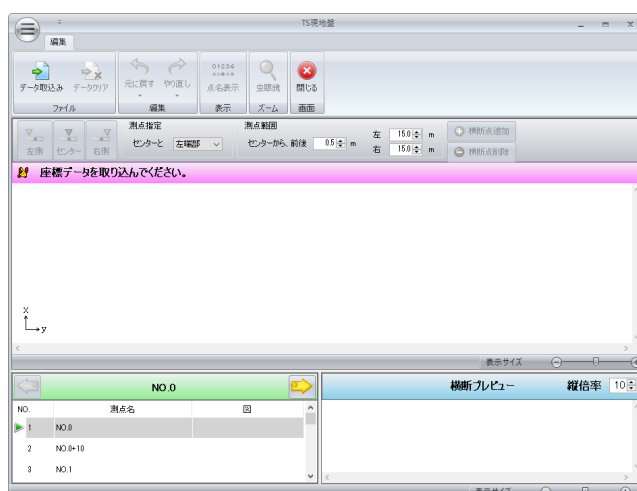 TS現地盤
編集
データ取込み データクリア 元に戻す やり直し 01234 点名表示 虫眼鏡 閉じる
ファイル 編集 表示 ズーム 画面
測点指定 測点範囲
左側 センター 右側 センターと 左端部 センターから、前後 0.5 m 左 15.0 m 横断点追加
右 15.0 m 横断点削除
座標データを取り込んでください。
X
y
表示サイズ
NO.0 横断プレビュー 縦倍率 10
NO. 測点名 図
1 NO.0
2 NO.0+10
3 NO.1
表示サイズ